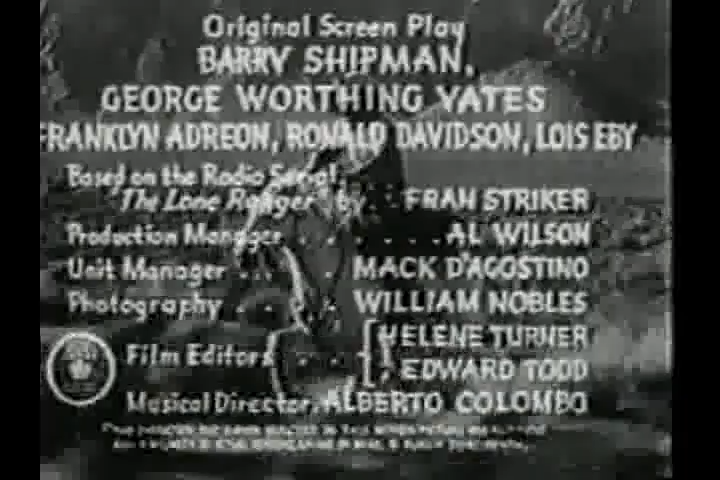 Original Screen Play
BARRY SHIPMAN,
GEORGE WORTHING YATES
FRANKLYN ADREON, RONALD DAVIDSON, LOIS EBY
Based on the Radio Serial,
"The Lone Ranger" by . . FRAN STRIKER
Production Manager . . . . . . . AL WILSON
Unit Manager . . . . MACK D'AGOSTINO
Photography . . . . WILLIAM NOBLES
Film Editors . . . { HELENE TURNER
, EDWARD TODD
Musical Director, ALBERTO COLOMBO